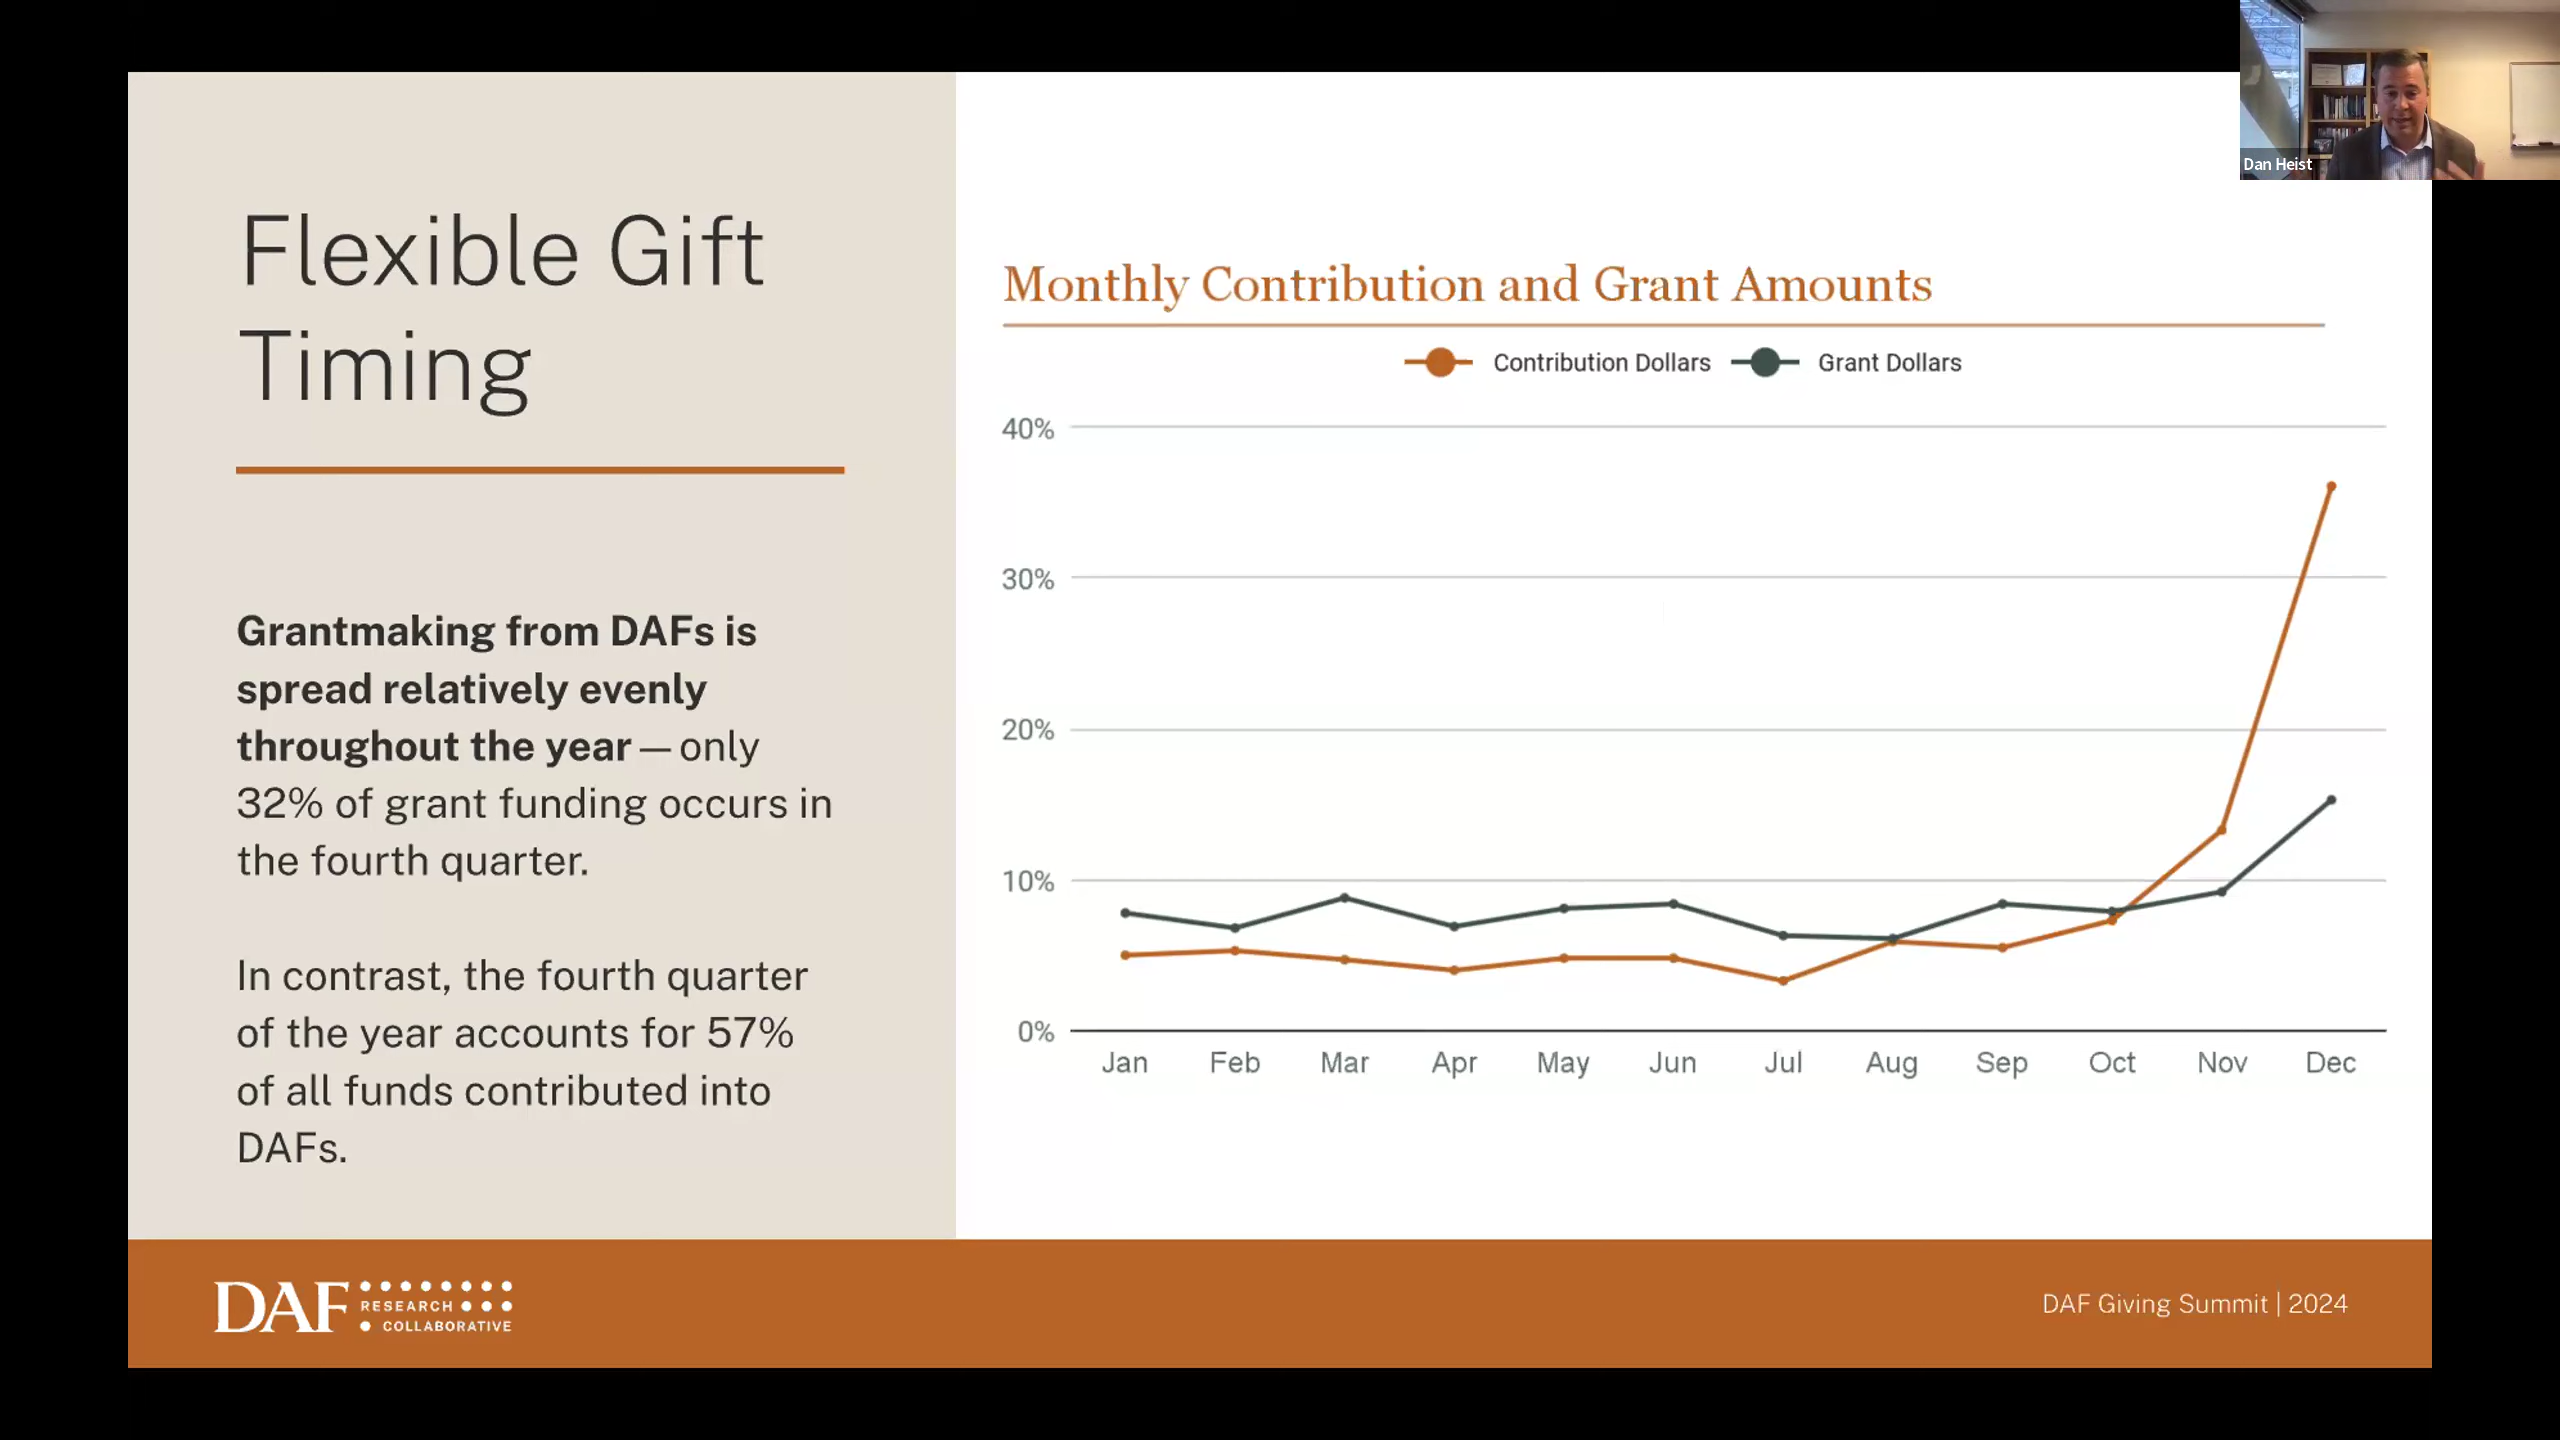 Dan Heist
Flexible Gift
Timing
Grantmaking from DAFs is
spread relatively evenly
throughout the year — only
32% of grant funding occurs in
the fourth quarter.
In contrast, the fourth quarter
of the year accounts for 57%
of all funds contributed into
DAFs.
Monthly Contribution and Grant Amounts
Contribution Dollars Grant Dollars
40%
30%
20%
10%
0%
Jan Feb Mar Apr May Jun Jul Aug Sep Oct Nov Dec
DAF RESEARCH COLLABORATIVE
DAF Giving Summit | 2024